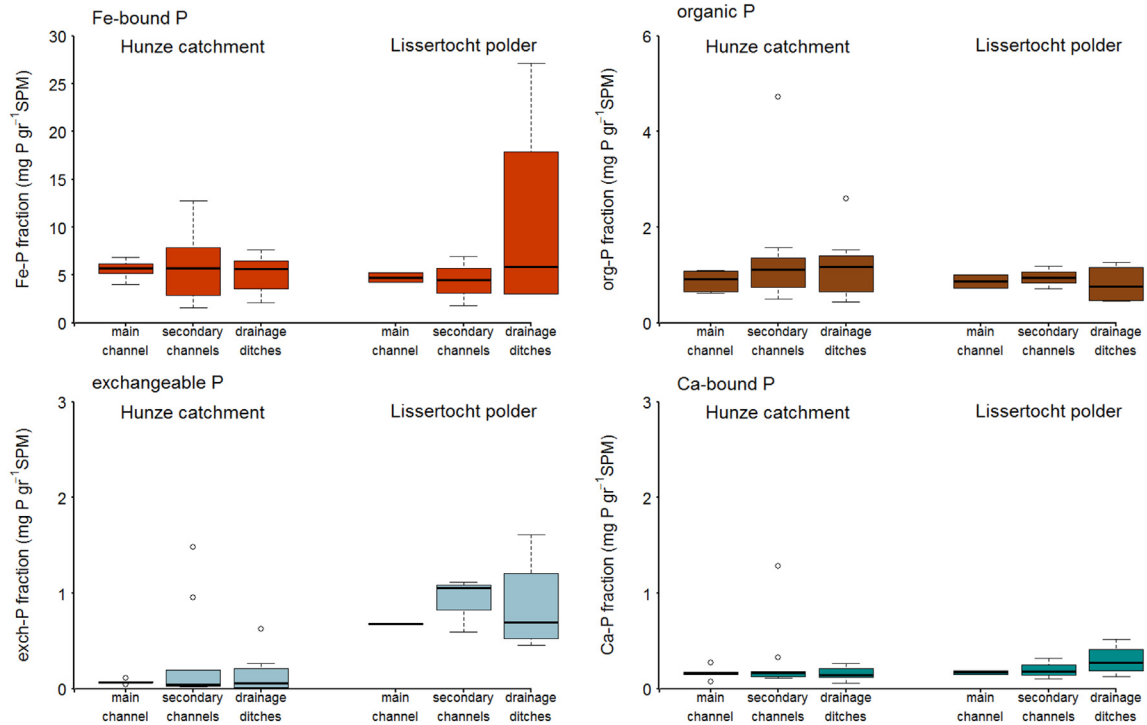 Fe-bound P
Hunze catchment Lissertocht polder
Fe-P fraction (mg P gr⁻¹SPM)
30
25
20
15
10
5
0
main secondary drainage main secondary drainage
channel channels ditches channel channels ditches
organic P
Hunze catchment Lissertocht polder
org-P fraction (mg P gr⁻¹SPM)
6
4
2
0
main secondary drainage main secondary drainage
channel channels ditches channel channels ditches
exchangeable P
Hunze catchment Lissertocht polder
exch-P fraction (mg P gr⁻¹SPM)
3
2
1
0
main secondary drainage main secondary drainage
channel channels ditches channel channels ditches
Ca-bound P
Hunze catchment Lissertocht polder
Ca-P fraction (mg P gr⁻¹SPM)
3
2
1
0
main secondary drainage main secondary drainage
channel channels ditches channel channels ditches